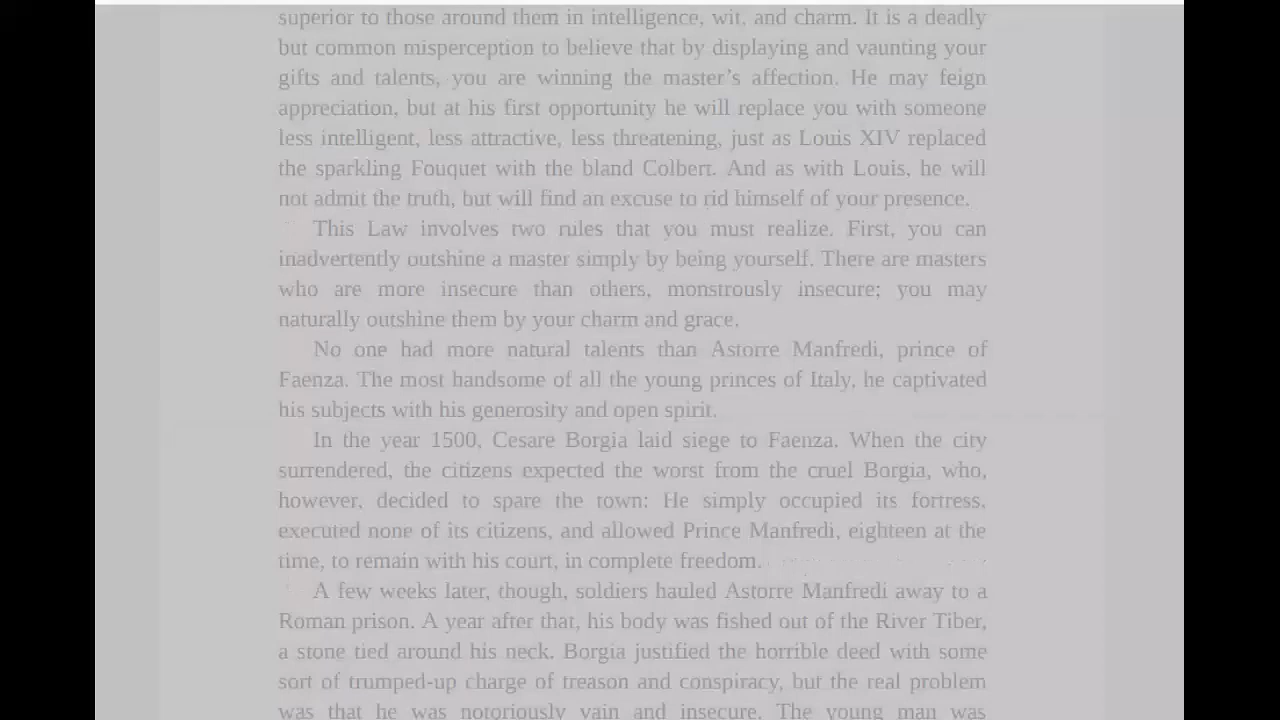 superior to those around them in intelligence, wit, and charm. It is a deadly
but common misperception to believe that by displaying and vaunting your
gifts and talents, you are winning the master’s affection. He may feign
appreciation, but at his first opportunity he will replace you with someone
less intelligent, less attractive, less threatening, just as Louis XIV replaced
the sparkling Fouquet with the bland Colbert. And as with Louis, he will
not admit the truth, but will find an excuse to rid himself of your presence.
This Law involves two rules that you must realize. First, you can
inadvertently outshine a master simply by being yourself. There are masters
who are more insecure than others, monstrously insecure; you may
naturally outshine them by your charm and grace.
No one had more natural talents than Astorre Manfredi, prince of
Faenza. The most handsome of all the young princes of Italy, he captivated
his subjects with his generosity and open spirit.
In the year 1500, Cesare Borgia laid siege to Faenza. When the city
surrendered, the citizens expected the worst from the cruel Borgia, who,
however, decided to spare the town: He simply occupied its fortress,
executed none of its citizens, and allowed Prince Manfredi, eighteen at the
time, to remain with his court, in complete freedom.
A few weeks later, though, soldiers hauled Astorre Manfredi away to a
Roman prison. A year after that, his body was fished out of the River Tiber,
a stone tied around his neck. Borgia justified the horrible deed with some
sort of trumped-up charge of treason and conspiracy, but the real problem
was that he was notoriously vain and insecure. The young man was